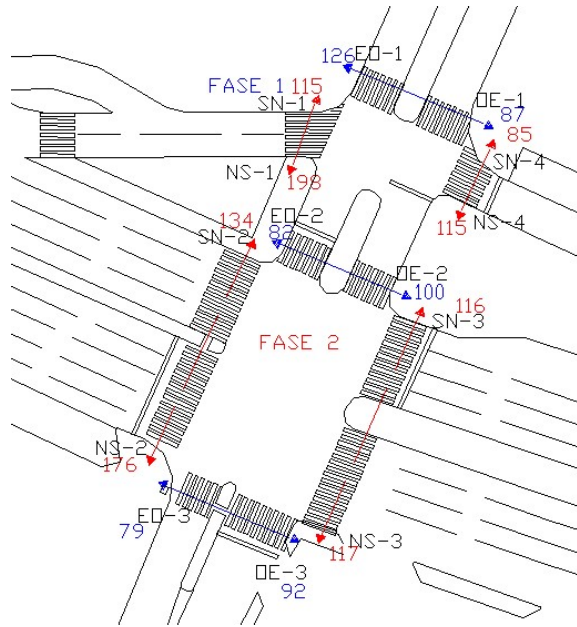 126
EO-1
FASE 1
115
SN-1
OE-1
87
85
SN-4
NS-1
198
115
NS-4
134
SN-2
EO-2
82
OE-2
100
116
SN-3
FASE 2
NS-2
176
EO-3
79
NS-3
117
OE-3
92